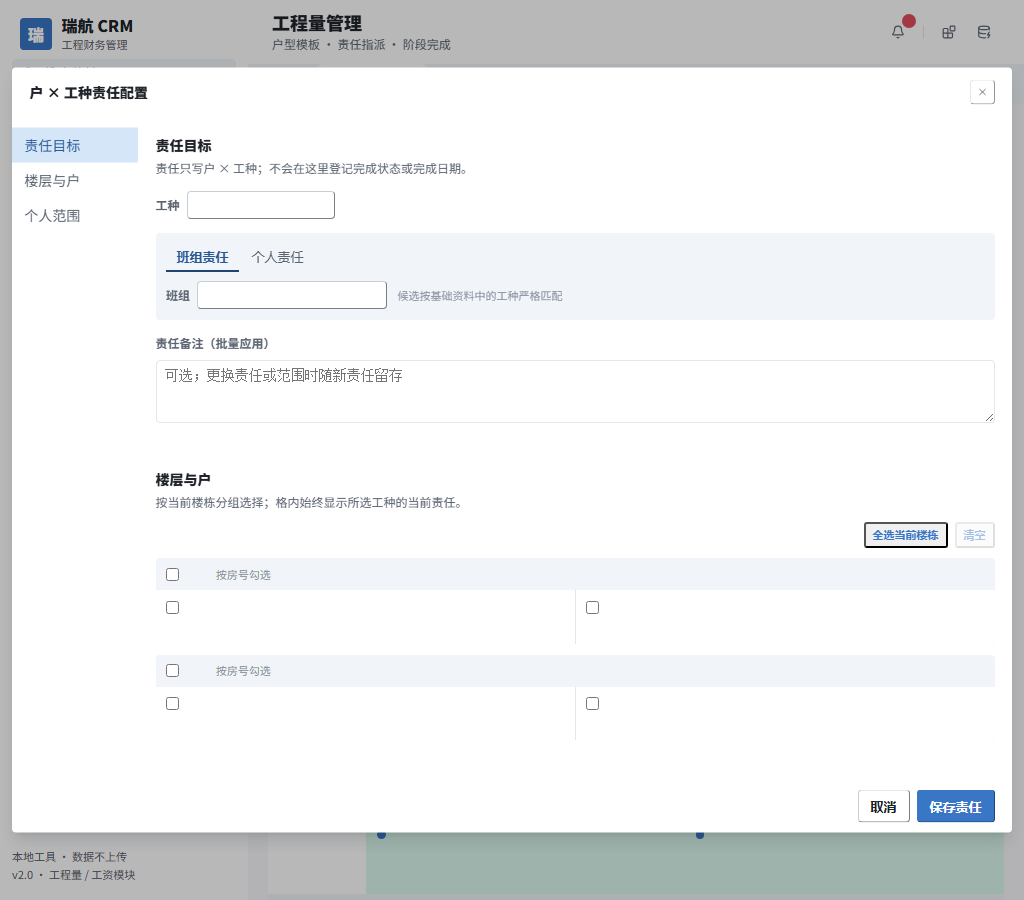 瑞
瑞航 CRM
工程财务管理
工程量管理
户型模板 • 责任指派 • 阶段完成
户 × 工种责任配置
×
责任目标
楼层与户
个人范围
责任目标
责任只写户 × 工种；不会在这里登记完成状态或完成日期。
工种
班组责任 个人责任
班组 候选按基础资料中的工种严格匹配
责任备注（批量应用）
可选；更换责任或范围时随新责任留存
楼层与户
按当前楼栋分组选择；格内始终显示所选工种的当前责任。
全选当前楼栋 清空
按房号勾选
按房号勾选
取消 保存责任
本地工具 • 数据不上传
v2.0 • 工程量 / 工资模块